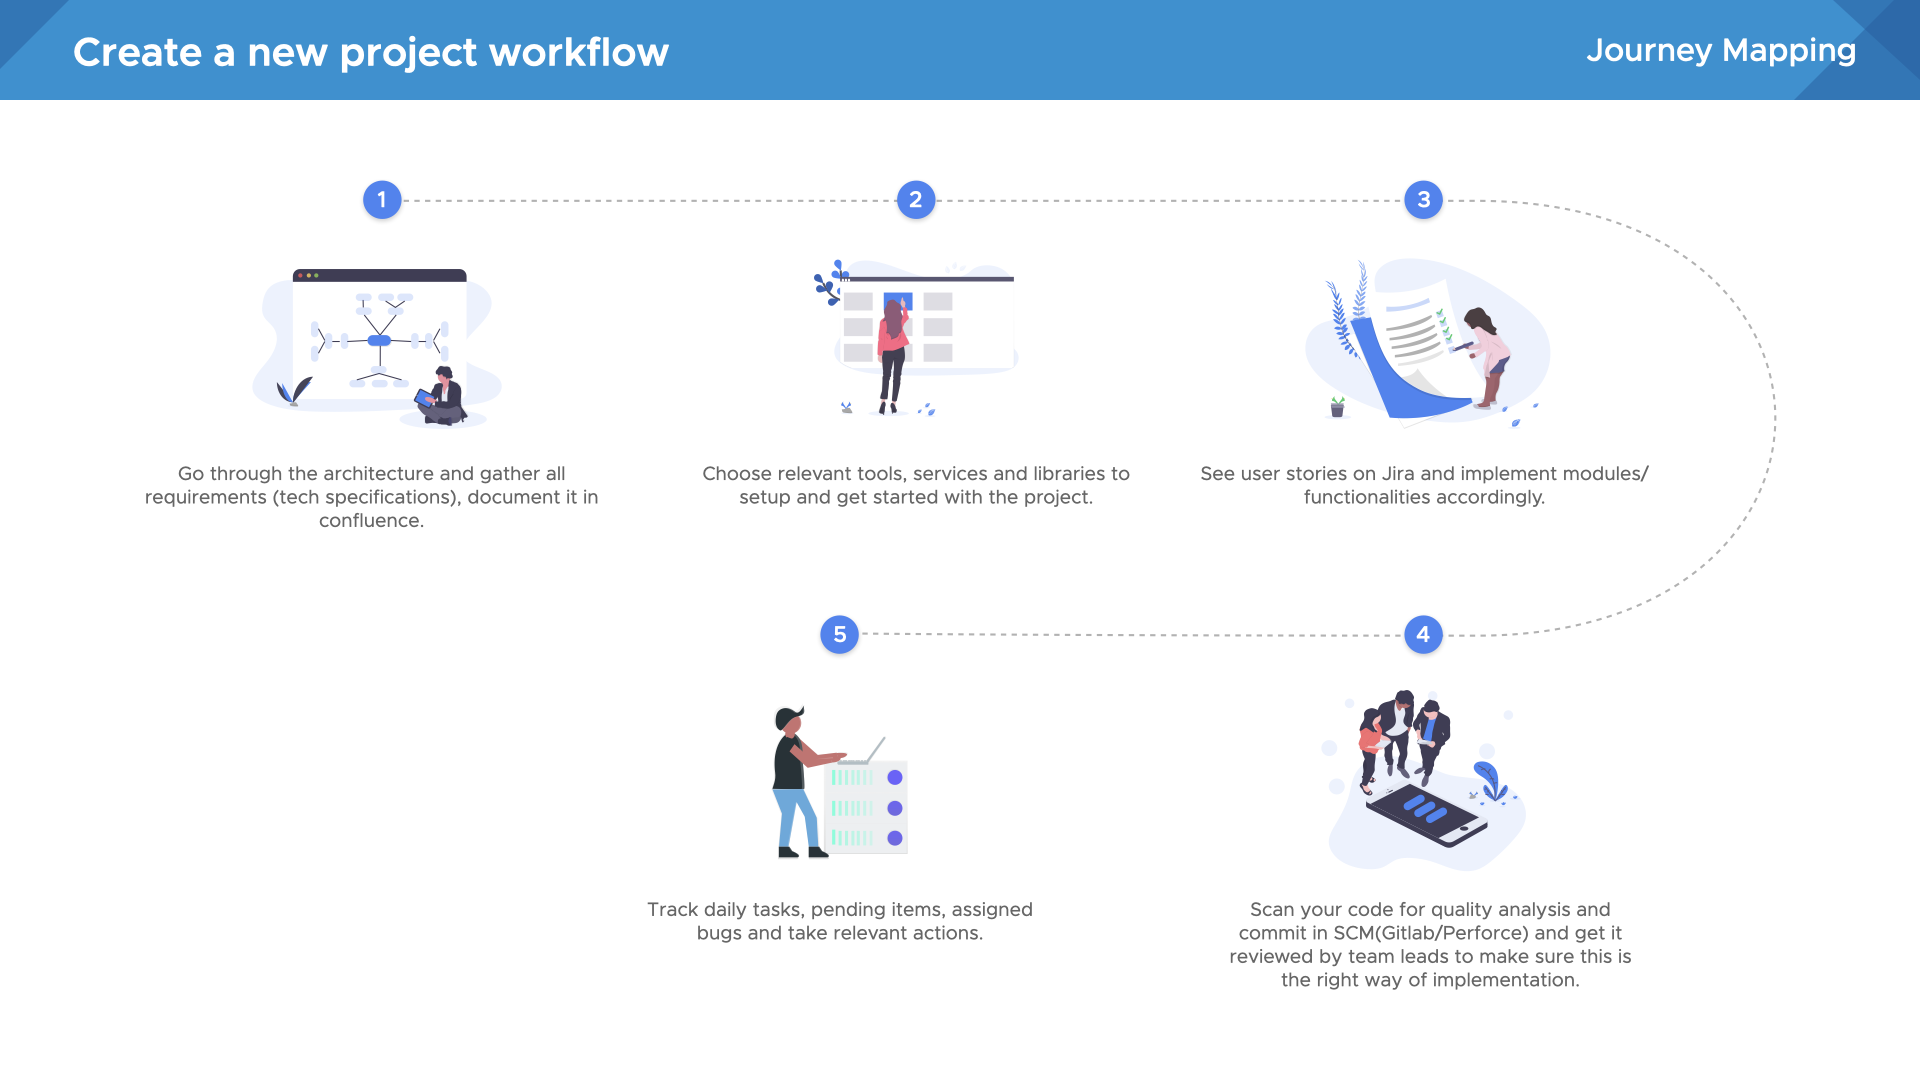 Create a new project workflow
Journey Mapping
1
2
3
Go through the architecture and gather all
requirements (tech specifications), document it in
confluence.
Choose relevant tools, services and libraries to
setup and get started with the project.
See user stories on Jira and implement modules/
functionalities accordingly.
5
4
Track daily tasks, pending items, assigned
bugs and take relevant actions.
Scan your code for quality analysis and
commit in SCM(Gitlab/Perforce) and get it
reviewed by team leads to make sure this is
the right way of implementation.